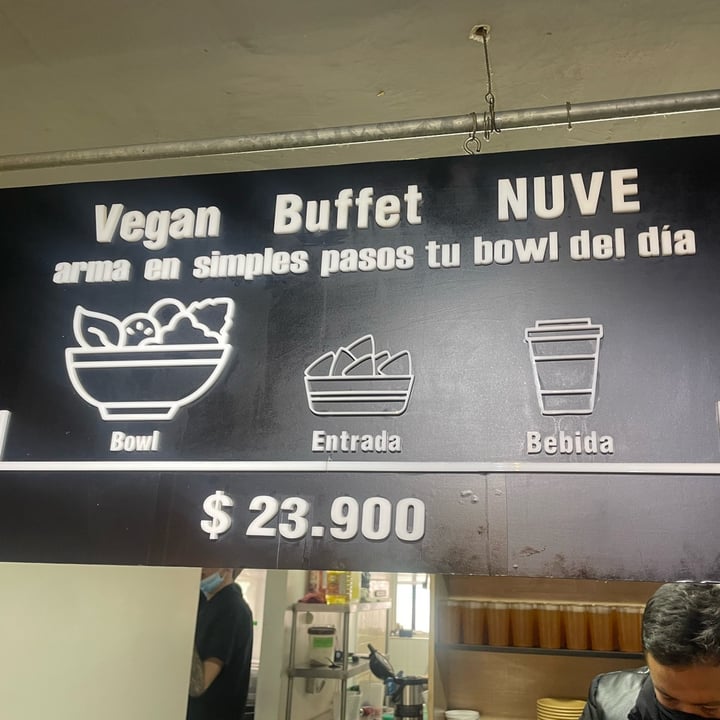 Vegan Buffet NUVE
arma en simples pasos tu bowl del día
Bowl Entrada Bebida
$ 23.900